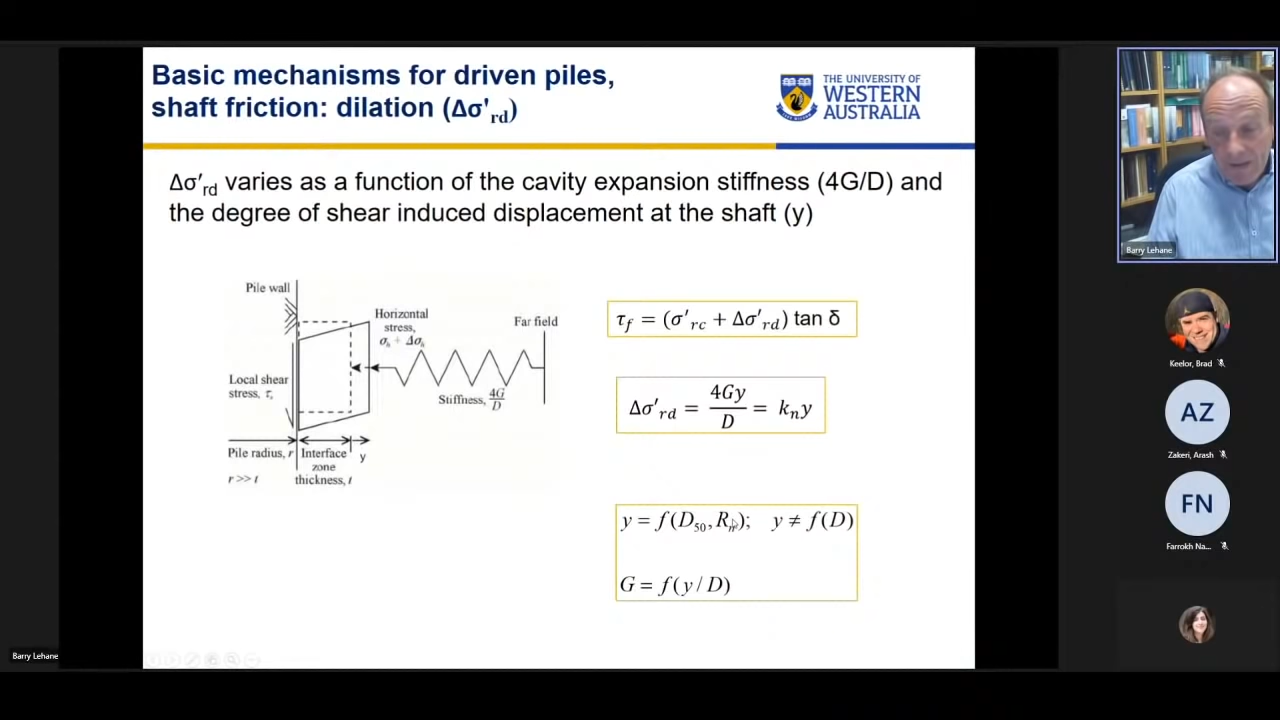 Basic mechanisms for driven piles,
shaft friction: dilation (Δσ'rd)
THE UNIVERSITY OF
WESTERN
AUSTRALIA
Δσ′rd varies as a function of the cavity expansion stiffness (4G/D) and
the degree of shear induced displacement at the shaft (y)
Pile wall
Horizontal
stress,
σh + Δσh
Far field
Local shear
stress, τs
Stiffness, 4G/D
Pile radius, r
Interface
zone
thickness, t
y
r >> t
τf = (σ′rc + Δσ′rd) tan δ
Δσ′rd = 4Gy/D = kn y
y = f(D50, Rn); y ≠ f(D)
G = f(y / D)
Barry Lehane
Keelor, Brad
AZ
Zakeri, Arash
FN
Farrokh Na...
Barry Lehane